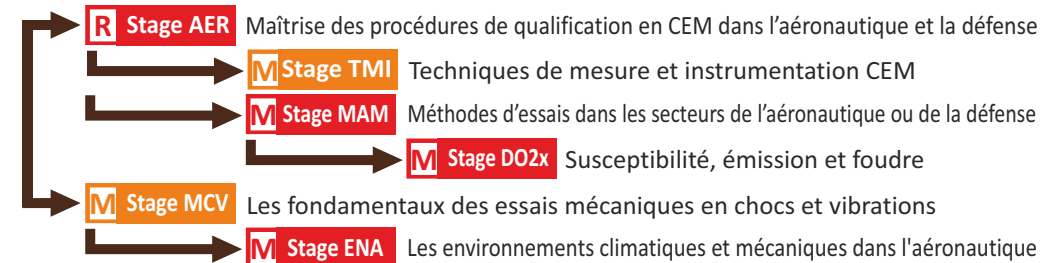 R Stage AER Maîtrise des procédures de qualification en CEM dans l’aéronautique et la défense
M Stage TMI Techniques de mesure et instrumentation CEM
M Stage MAM Méthodes d’essais dans les secteurs de l’aéronautique ou de la défense
M Stage DO2x Susceptibilité, émission et foudre
M Stage MCV Les fondamentaux des essais mécaniques en chocs et vibrations
M Stage ENA Les environnements climatiques et mécaniques dans l'aéronautique